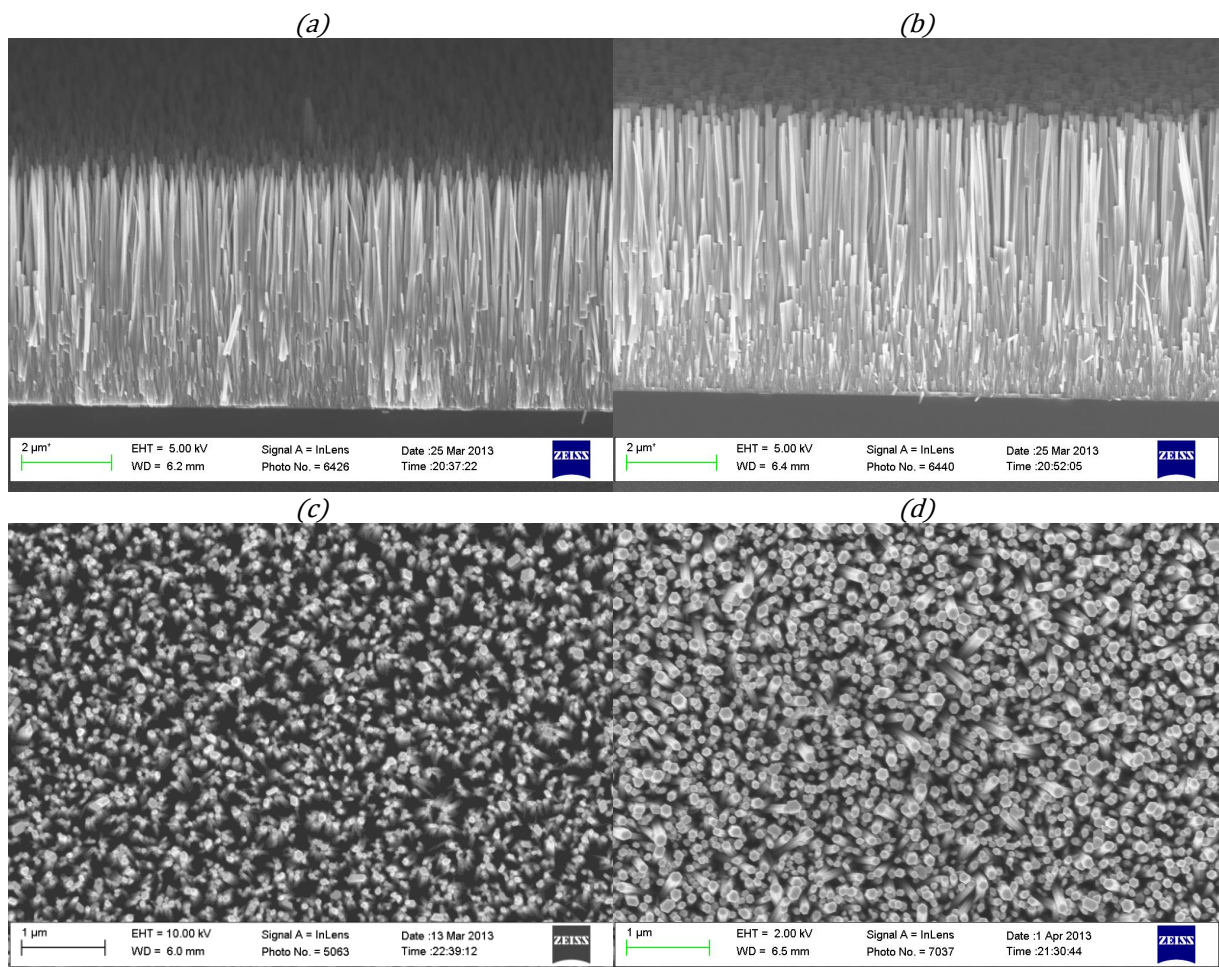 (a)
(b)
2 µm*
EHT = 5.00 kV
Signal A = InLens
Date :25 Mar 2013
WD = 6.2 mm
Photo No. = 6426
Time :20:37:22
ZEISS
2 µm*
EHT = 5.00 kV
Signal A = InLens
Date :25 Mar 2013
WD = 6.4 mm
Photo No. = 6440
Time :20:52:05
ZEISS
(c)
(d)
1 µm
EHT = 10.00 kV
Signal A = InLens
Date :13 Mar 2013
WD = 6.0 mm
Photo No. = 5063
Time :22:39:12
ZEISS
1 µm
EHT = 2.00 kV
Signal A = InLens
Date :1 Apr 2013
WD = 6.5 mm
Photo No. = 7037
Time :21:30:44
ZEISS